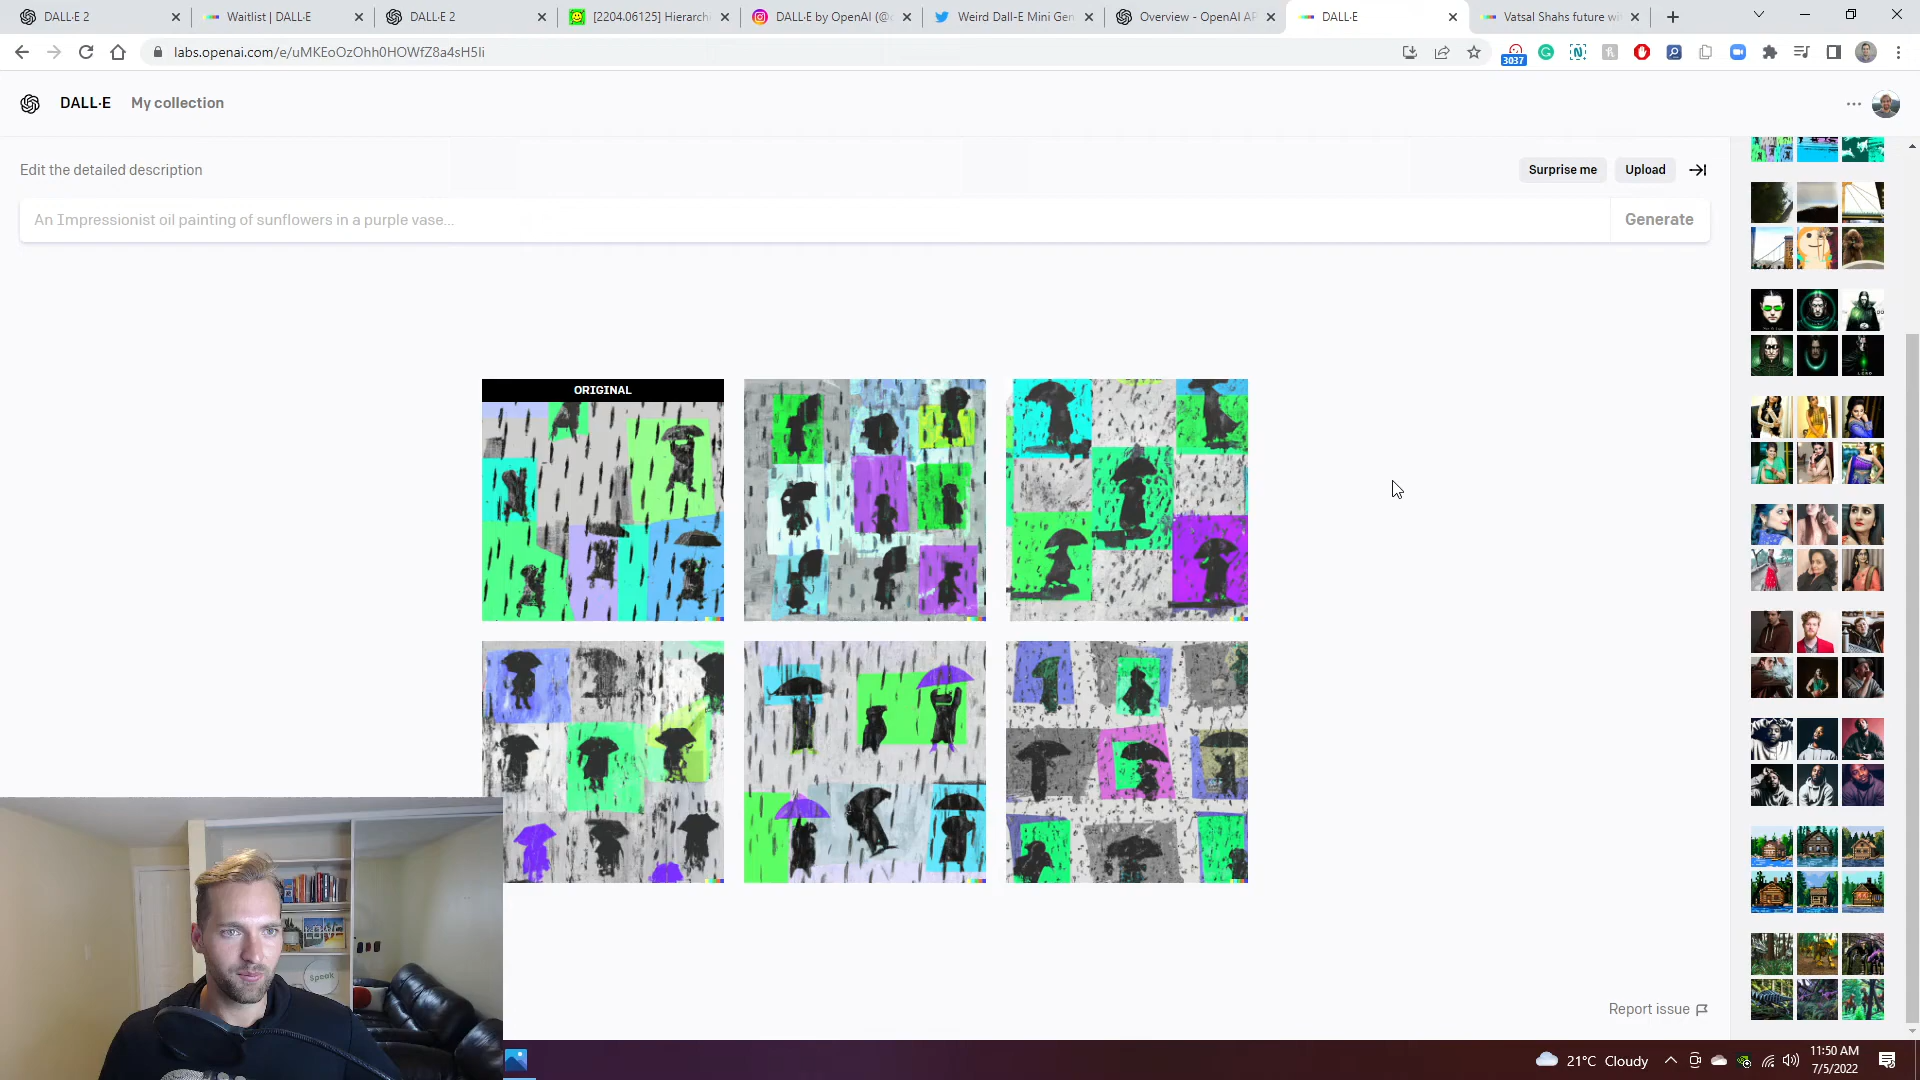 DALL·E 2
Waitlist | DALL·E
DALL·E 2
[2204.06125] Hierarchi
DALL·E by OpenAI (@
Weird Dall-E Mini Gen
Overview - OpenAI AP
DALL·E
Vatsal Shahs future wi
labs.openai.com/e/uMKEoOzOhh0HOWfZ8a4sH5Ii
3037
DALL·E
My collection
Edit the detailed description
Surprise me
Upload
An Impressionist oil painting of sunflowers in a purple vase...
Generate
ORIGINAL
Report issue
Speak
21°C Cloudy
11:50 AM
7/5/2022